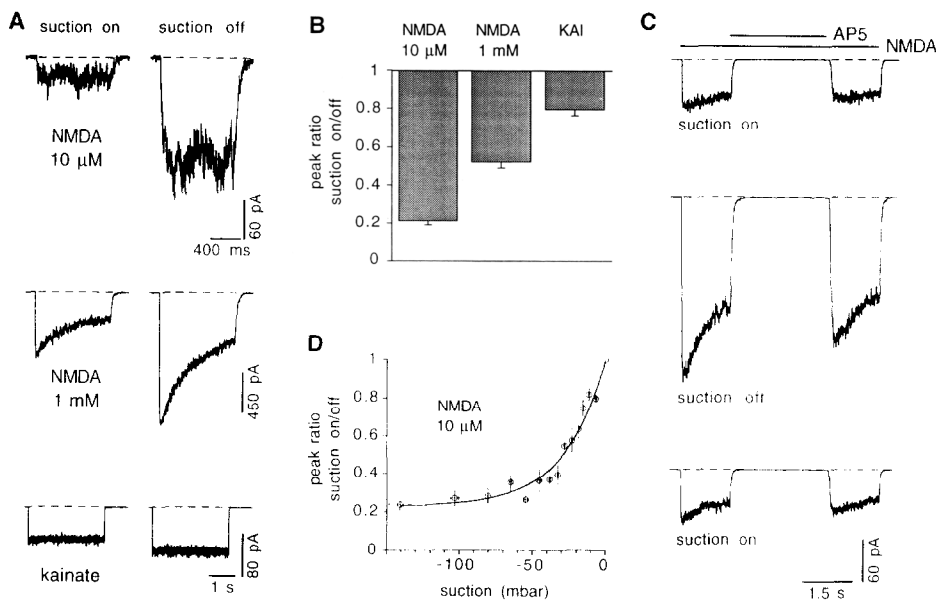 A
suction on
suction off
NMDA
10 µM
60 pA
400 ms
NMDA
1 mM
450 pA
kainate
80 pA
1 s
B
NMDA
10 µM
NMDA
1 mM
KAI
peak ratio
suction on/off
1
0.8
0.6
0.4
0.2
0
C
AP5
NMDA
suction on
suction off
suction on
60 pA
1.5 s
D
NMDA
10 µM
peak ratio
suction on/off
1
0.8
0.6
0.4
0.2
0
-100
-50
0
suction (mbar)